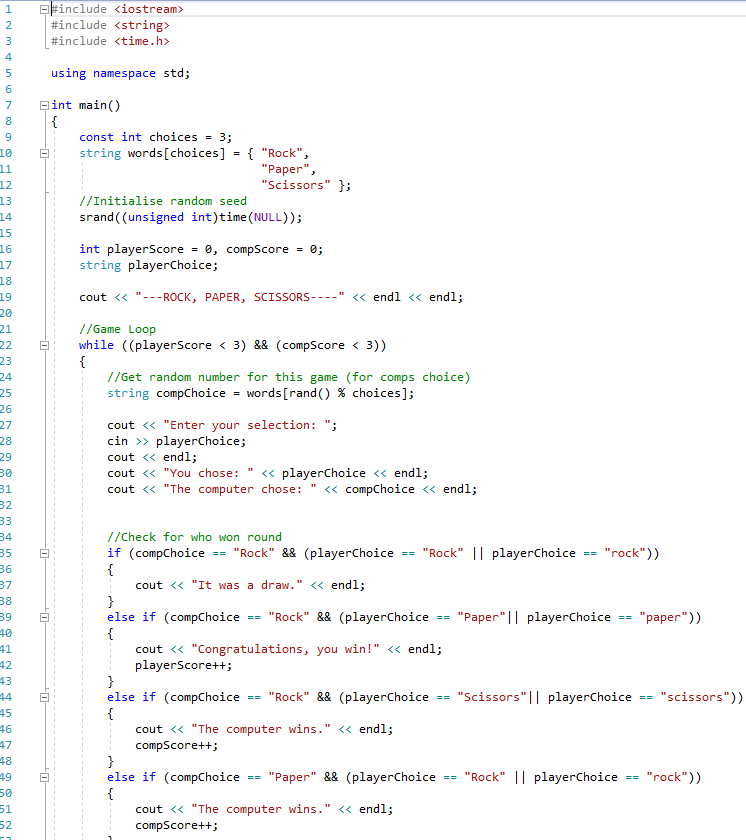 1 #include <iostream>
2 #include <string>
3 #include <time.h>
4
5 using namespace std;
6
7 int main()
8 {
9 const int choices = 3;
10 string words[choices] = { "Rock",
11 "Paper",
12 "Scissors" };
13 //Initialise random seed
14 srand((unsigned int)time(NULL));
15
16 int playerScore = 0, compScore = 0;
17 string playerChoice;
18
19 cout << "---ROCK, PAPER, SCISSORS----" << endl << endl;
20
21 //Game Loop
22 while ((playerScore < 3) && (compScore < 3))
23 {
24 //Get random number for this game (for comps choice)
25 string compChoice = words[rand() % choices];
26
27 cout << "Enter your selection: ";
28 cin >> playerChoice;
29 cout << endl;
30 cout << "You chose: " << playerChoice << endl;
31 cout << "The computer chose: " << compChoice << endl;
32
33
34 //Check for who won round
35 if (compChoice == "Rock" && (playerChoice == "Rock" || playerChoice == "rock"))
36 {
37 cout << "It was a draw." << endl;
38 }
39 else if (compChoice == "Rock" && (playerChoice == "Paper"|| playerChoice == "paper"))
40 {
41 cout << "Congratulations, you win!" << endl;
42 playerScore++;
43 }
44 else if (compChoice == "Rock" && (playerChoice == "Scissors"|| playerChoice == "scissors"))
45 {
46 cout << "The computer wins." << endl;
47 compScore++;
48 }
49 else if (compChoice == "Paper" && (playerChoice == "Rock" || playerChoice == "rock"))
50 {
51 cout << "The computer wins." << endl;
52 compScore++;